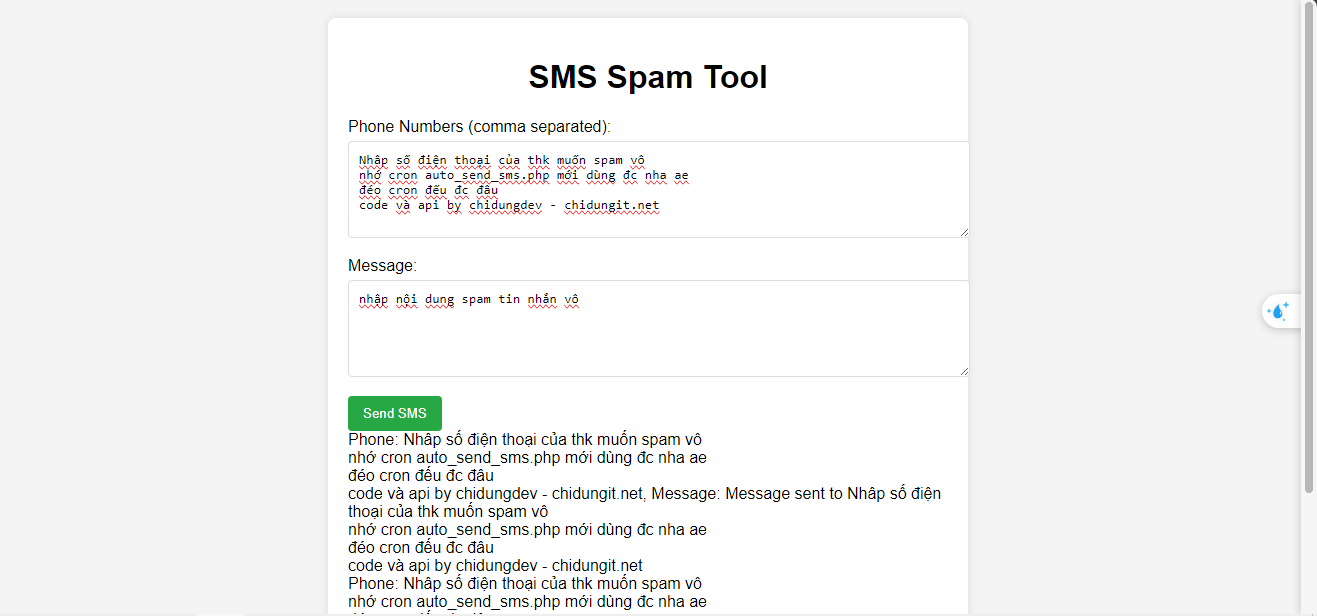 SMS Spam Tool
Phone Numbers (comma separated):
Nhâp số điện thoại của thk muốn spam vô
nhớ cron auto_send_sms.php mới dùng đc nha ae
đéo cron đếu đc đâu
code và api by chidungdev - chidungit.net
Message:
nhâp nội dung spam tin nhắn vô
Send SMS
Phone: Nhâp số điện thoại của thk muốn spam vô
nhớ cron auto_send_sms.php mới dùng đc nha ae
đéo cron đếu đc đâu
code và api by chidungdev - chidungit.net, Message: Message sent to Nhâp số điện
thoại của thk muốn spam vô
nhớ cron auto_send_sms.php mới dùng đc nha ae
đéo cron đếu đc đâu
code và api by chidungdev - chidungit.net
Phone: Nhâp số điện thoại của thk muốn spam vô
nhớ cron auto_send_sms.php mới dùng đc nha ae